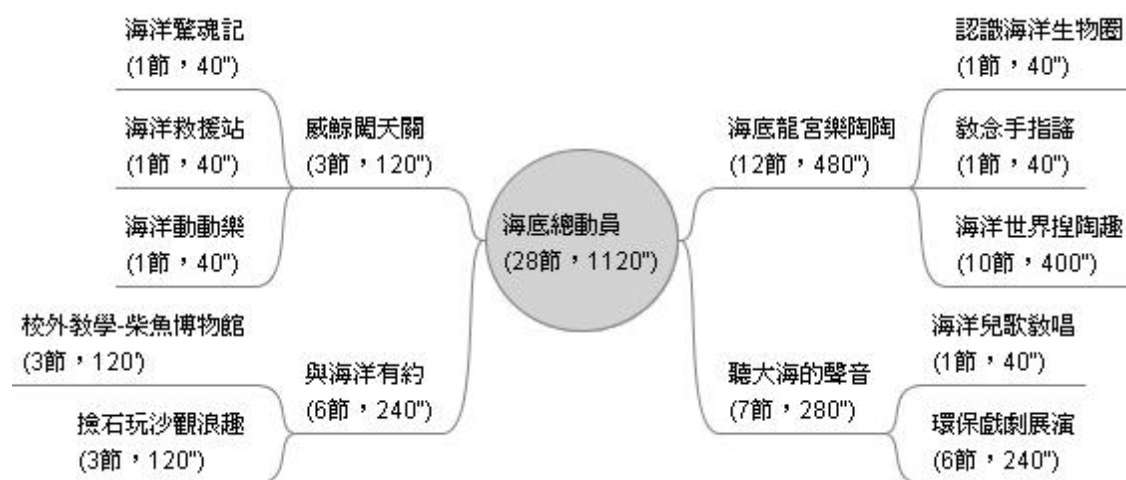 海洋驚魂記
(1節，40")
海洋救援站
(1節，40")
海洋動動樂
(1節，40")
威鯨闖天關
(3節，120")
校外教學-柴魚博物館
(3節，120')
撿石玩沙觀浪趣
(3節，120")
與海洋有約
(6節，240")
海底總動員
(28節，1120")
海底龍宮樂陶陶
(12節，480")
認識海洋生物圈
(1節，40")
教念手指謠
(1節，40")
海洋世界捏陶趣
(10節，400")
聽大海的聲音
(7節，280")
海洋兒歌教唱
(1節，40")
環保戲劇展演
(6節，240")